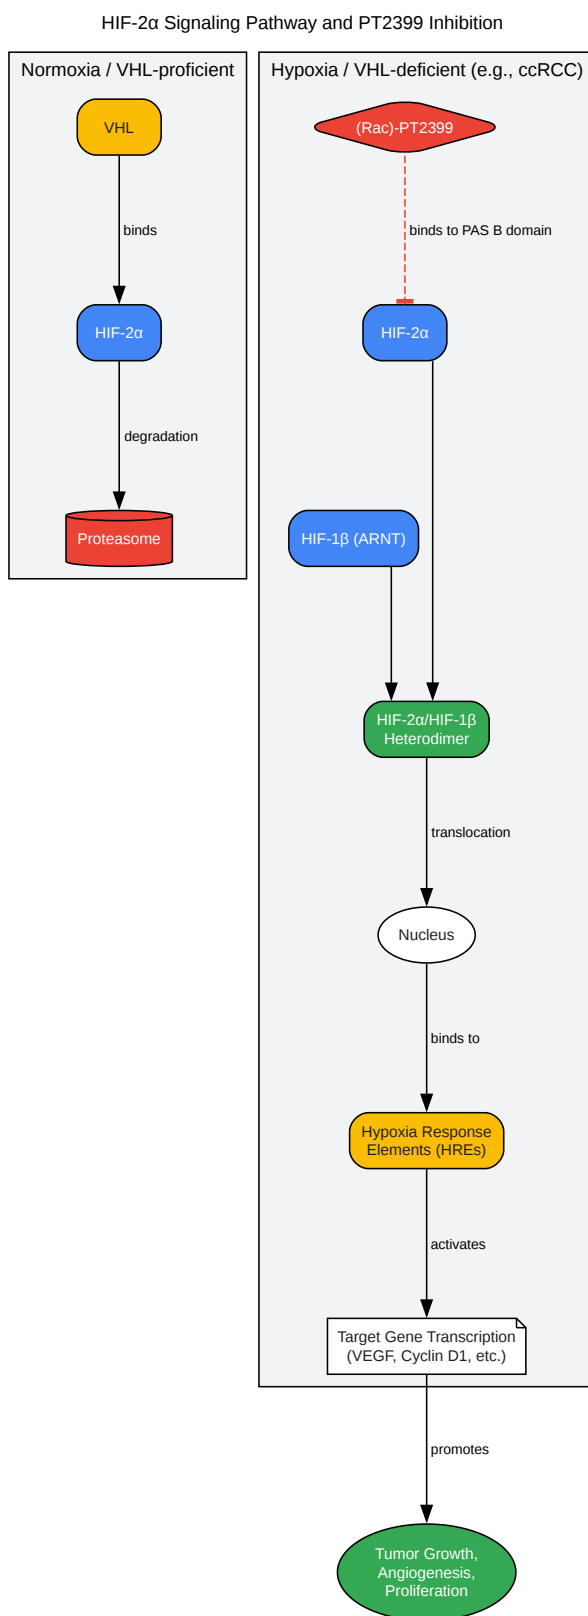 HIF-2α Signaling Pathway and PT2399 Inhibition
Normoxia / VHL-proficient
VHL
binds
HIF-2α
degradation
Proteasome
Hypoxia / VHL-deficient (e.g., ccRCC)
(Rac)-PT2399
binds to PAS B domain
HIF-2α
HIF-1β (ARNT)
HIF-2α/HIF-1β
Heterodimer
translocation
Nucleus
binds to
Hypoxia Response
Elements (HREs)
activates
Target Gene Transcription
(VEGF, Cyclin D1, etc.)
promotes
Tumor Growth,
Angiogenesis,
Proliferation